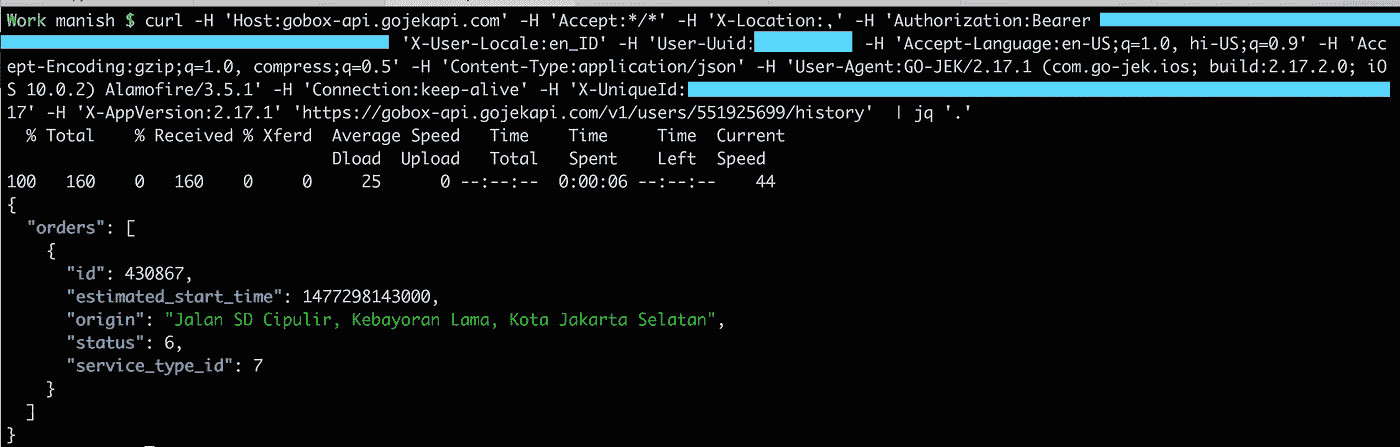 Work manish $ curl -H 'Host:gobox-api.gojekapi.com' -H 'Accept:*/*' -H 'X-Location:,' -H 'Authorization:Bearer
'X-User-Locale:en_ID' -H 'User-Uuid: -H 'Accept-Language:en-US;q=1.0, hi-US;q=0.9' -H 'Acc
ept-Encoding:gzip;q=1.0, compress;q=0.5' -H 'Content-Type:application/json' -H 'User-Agent:GO-JEK/2.17.1 (com.go-jek.ios; build:2.17.2.0; iO
S 10.0.2) Alamofire/3.5.1' -H 'Connection:keep-alive' -H 'X-UniqueId:
17' -H 'X-AppVersion:2.17.1' 'https://gobox-api.gojekapi.com/v1/users/551925699/history'  | jq '.'
% Total    % Received % Xferd  Average Speed   Time    Time     Time  Current
Dload  Upload   Total   Spent    Left  Speed
100   160    0   160    0     0     25      0 --:--:--  0:00:06 --:--:--    44
{
"orders": [
{
"id": 430867,
"estimated_start_time": 1477298143000,
"origin": "Jalan SD Cipulir, Kebayoran Lama, Kota Jakarta Selatan",
"status": 6,
"service_type_id": 7
}
]
}